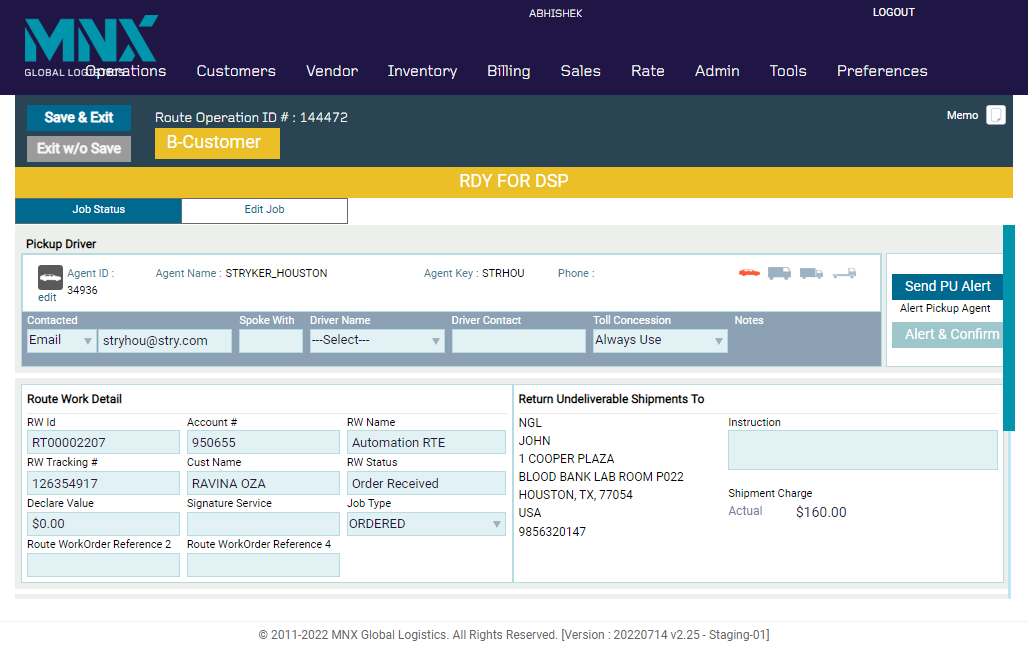 MNX
GLOBAL LOGISTICS
ABHISHEK
LOGOUT
Operations Customers Vendor Inventory Billing Sales Rate Admin Tools Preferences
Save & Exit
Exit w/o Save
Route Operation ID # : 144472
B-Customer
Memo
RDY FOR DSP
Job Status Edit Job
Pickup Driver
edit
Agent ID :
34936
Agent Name : STRYKER_HOUSTON
Agent Key : STRHOU
Phone :
Send PU Alert
Alert Pickup Agent
Alert & Confirm
Contacted Spoke With Driver Name Driver Contact Toll Concession Notes
Email stryhou@stry.com ---Select--- Always Use
Route Work Detail
RW Id Account # RW Name
RT00002207 950655 Automation RTE
RW Tracking # Cust Name RW Status
126354917 RAVINA OZA Order Received
Declare Value Signature Service Job Type
$0.00 ORDERED
Route WorkOrder Reference 2 Route WorkOrder Reference 4
Return Undeliverable Shipments To
NGL
JOHN
1 COOPER PLAZA
BLOOD BANK LAB ROOM P022
HOUSTON, TX, 77054
USA
9856320147
Instruction
Shipment Charge
Actual $160.00
© 2011-2022 MNX Global Logistics. All Rights Reserved. [Version : 20220714 v2.25 - Staging-01]